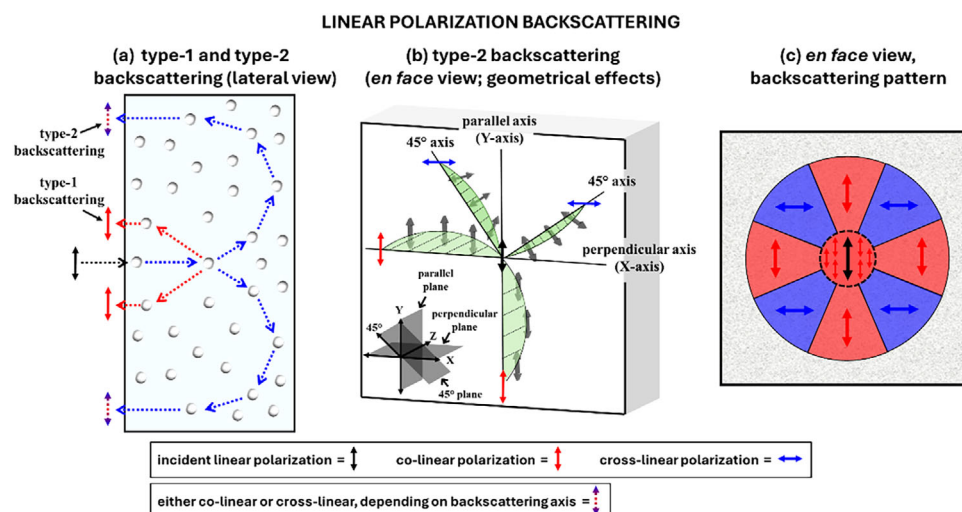 LINEAR POLARIZATION BACKSCATTERING
(a) type-1 and type-2
backscattering (lateral view)
type-2
backscattering
type-1
backscattering
(b) type-2 backscattering
(en face view; geometrical effects)
parallel axis
(Y-axis)
45° axis
45° axis
perpendicular axis
(X-axis)
parallel
plane
perpendicular
plane
Y
45°
Z
X
45° plane
(c) en face view,
backscattering pattern
incident linear polarization =
co-linear polarization =
cross-linear polarization =
either co-linear or cross-linear, depending on backscattering axis =